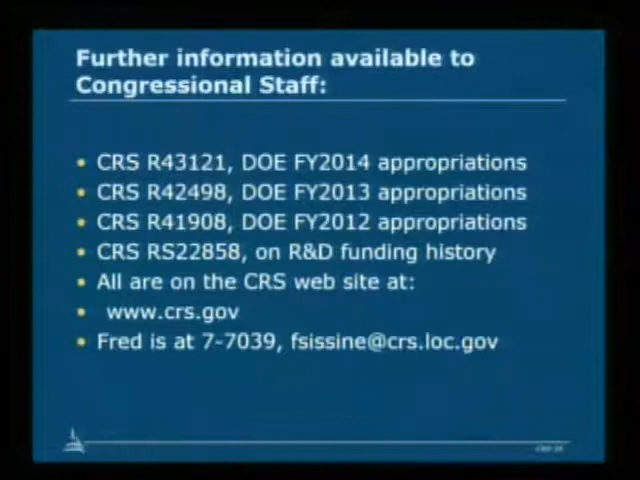 Further information available to
Congressional Staff:
• CRS R43121, DOE FY2014 appropriations
• CRS R42498, DOE FY2013 appropriations
• CRS R41908, DOE FY2012 appropriations
• CRS RS22858, on R&D funding history
• All are on the CRS web site at:
• www.crs.gov
• Fred is at 7-7039, fsissine@crs.loc.gov